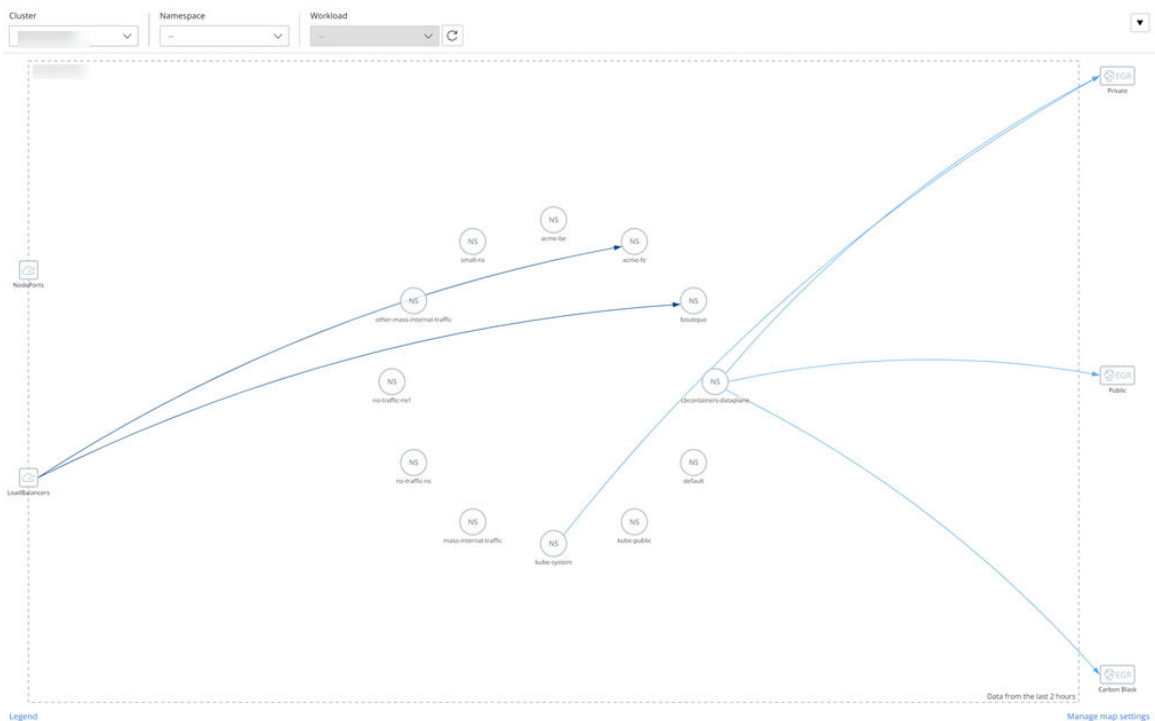 Cluster
Namespace
Workload
--
--
EGR
Private
NS
acme-be
NS
small-ns
NS
acme-fe
NodePorts
NS
other-mass-internal-traffic
NS
boutique
NS
no-traffic-ns1
NS
cbcontainers-dataplane
EGR
Public
NS
no-traffic-ns
NS
default
LoadBalancers
NS
mass-internal-traffic
NS
kube-system
NS
kube-public
EGR
Carbon Black
Data from the last 2 hours
Legend
Manage map settings